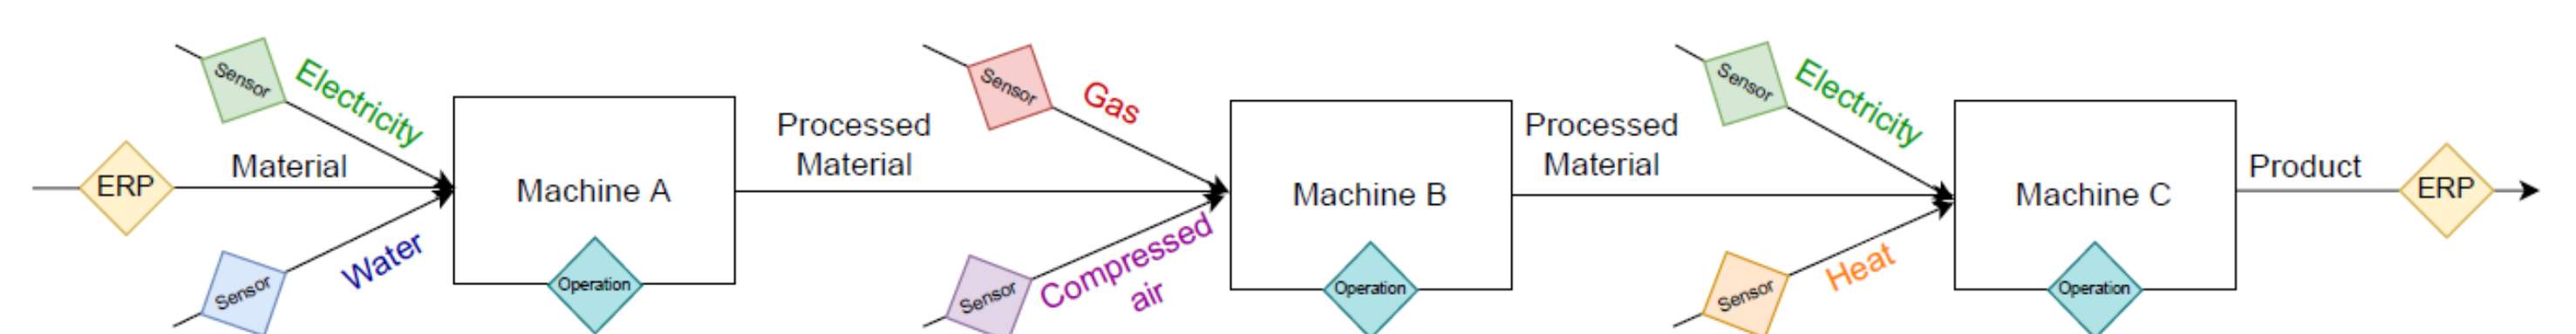 Sensor
Electricity
ERP
Material
Sensor
Water
Machine A
Operation
Processed
Material
Sensor
Gas
Sensor
Compressed
air
Machine B
Operation
Processed
Material
Sensor
Electricity
Sensor
Heat
Machine C
Operation
Product
ERP